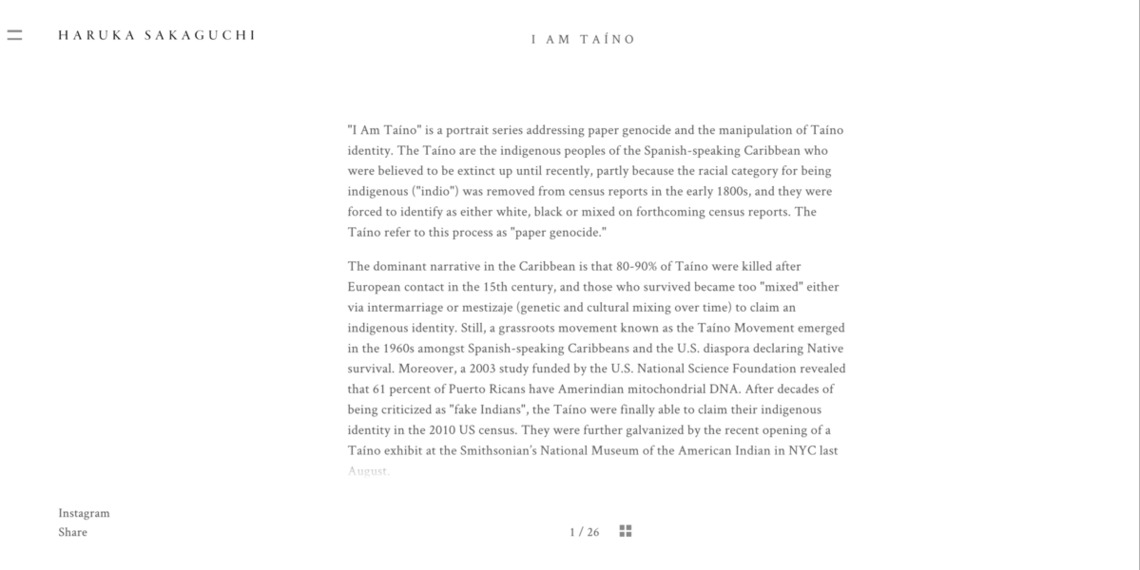 HARUKA SAKAGUCHI
I AM TAÍNO
"I Am Taíno" is a portrait series addressing paper genocide and the manipulation of Taíno
identity. The Taíno are the indigenous peoples of the Spanish-speaking Caribbean who
were believed to be extinct up until recently, partly because the racial category for being
indigenous ("indio") was removed from census reports in the early 1800s, and they were
forced to identify as either white, black or mixed on forthcoming census reports. The
Taíno refer to this process as "paper genocide."
The dominant narrative in the Caribbean is that 80-90% of Taíno were killed after
European contact in the 15th century, and those who survived became too "mixed" either
via intermarriage or mestizaje (genetic and cultural mixing over time) to claim an
indigenous identity. Still, a grassroots movement known as the Taíno Movement emerged
in the 1960s amongst Spanish-speaking Caribbeans and the U.S. diaspora declaring Native
survival. Moreover, a 2003 study funded by the U.S. National Science Foundation revealed
that 61 percent of Puerto Ricans have Amerindian mitochondrial DNA. After decades of
being criticized as "fake Indians", the Taíno were finally able to claim their indigenous
identity in the 2010 US census. They were further galvanized by the recent opening of a
Taíno exhibit at the Smithsonian's National Museum of the American Indian in NYC last
August.
Instagram
Share
1 / 26